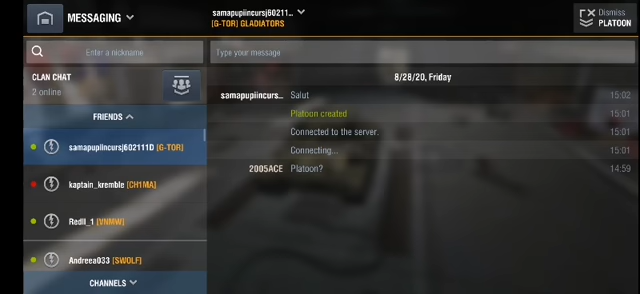 MESSAGING
samapupiincursj60211...
[G-TOR] GLADIATORS
Dismiss
PLATOON
Enter a nickname
Type your message
CLAN CHAT
2 online
8/28/20, Friday
samapupiincurs... Salut 15:02
Platoon created 15:01
Connected to the server. 15:01
Connecting... 15:01
2005ACE Platoon? 14:59
FRIENDS
samapupiincursj602111D [G-TOR]
kaptain_kremble [CH1MA]
Redll_1 [VNMW]
Andreea033 [SWOLF]
CHANNELS